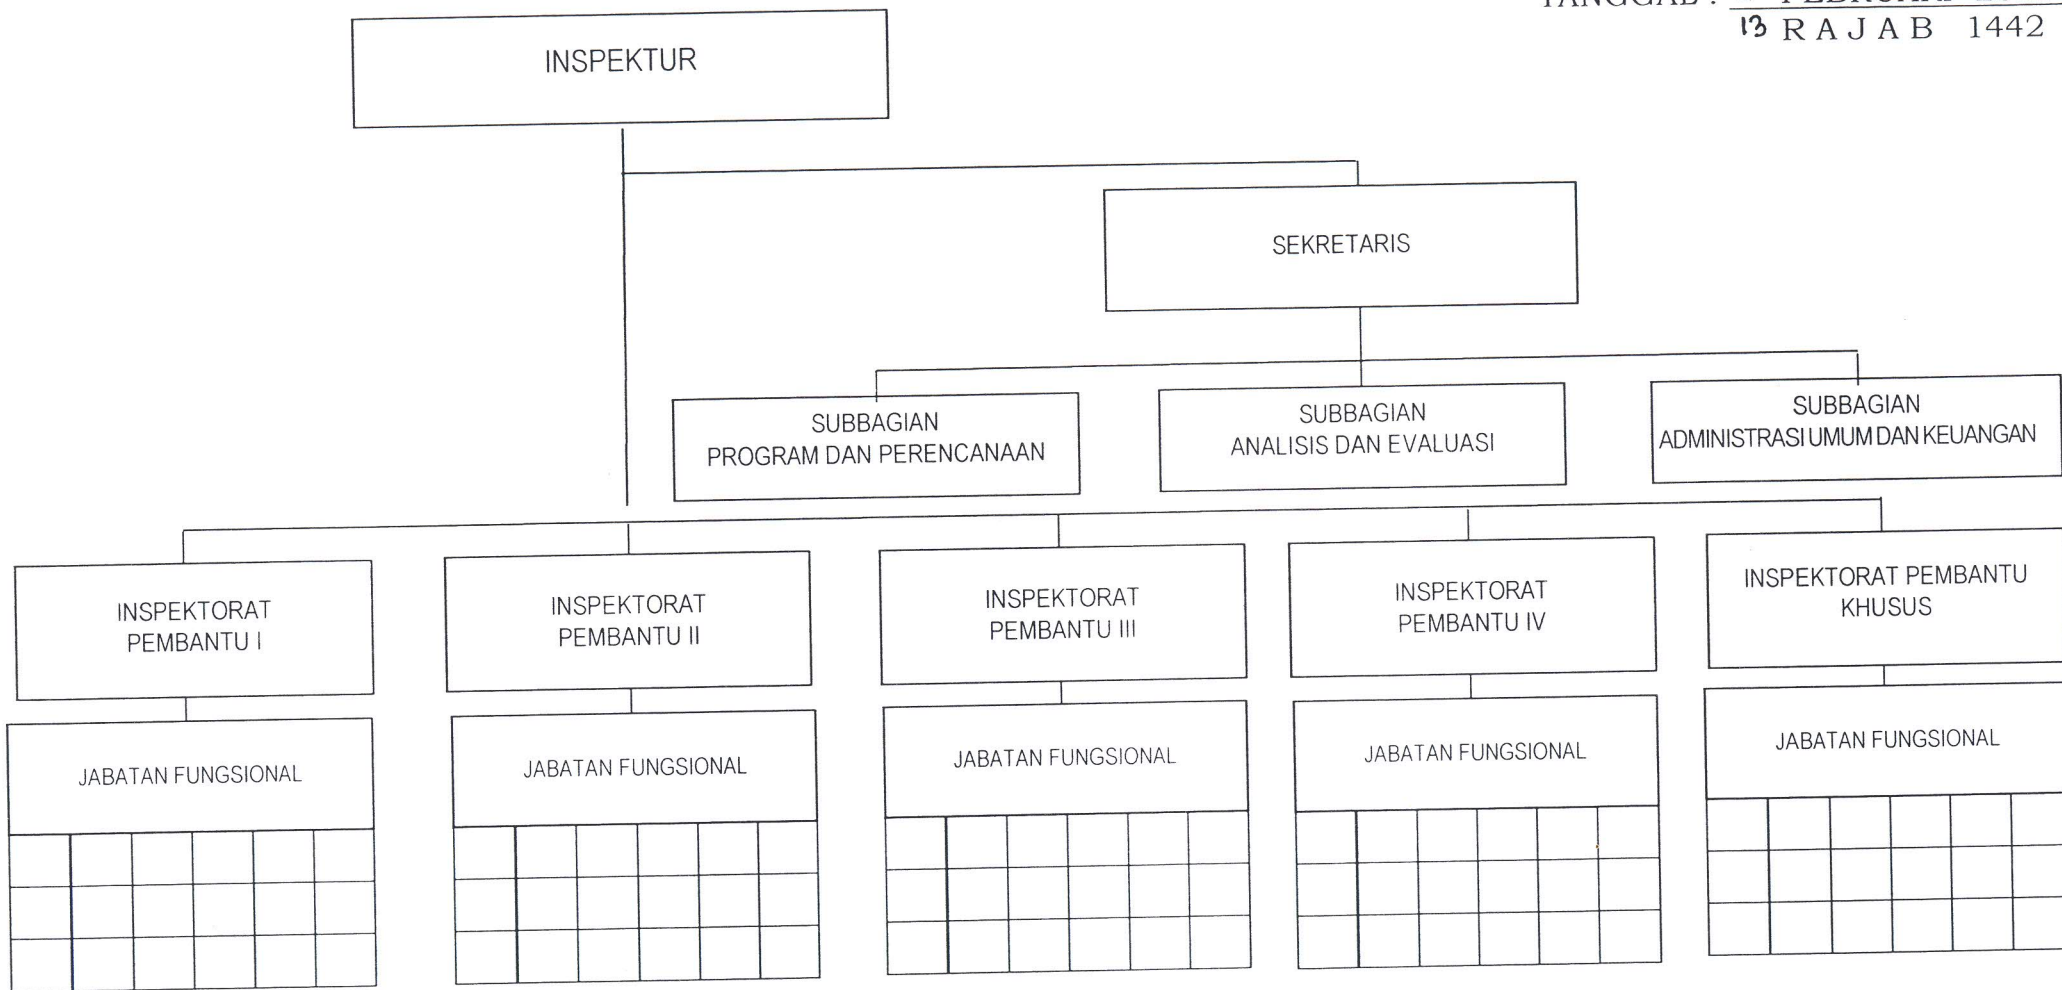 TANGGAL :
13 RAJAB 1442
INSPEKTUR
SEKRETARIS
SUBBAGIAN
PROGRAM DAN PERENCANAAN
SUBBAGIAN
ANALISIS DAN EVALUASI
SUBBAGIAN
ADMINISTRASI UMUM DAN KEUANGAN
INSPEKTORAT
PEMBANTU I
INSPEKTORAT
PEMBANTU II
INSPEKTORAT
PEMBANTU III
INSPEKTORAT
PEMBANTU IV
INSPEKTORAT PEMBANTU
KHUSUS
JABATAN FUNGSIONAL
JABATAN FUNGSIONAL
JABATAN FUNGSIONAL
JABATAN FUNGSIONAL
JABATAN FUNGSIONAL